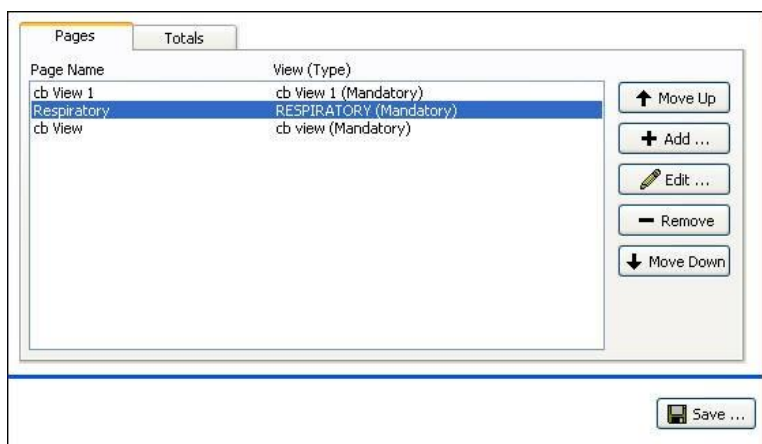 Pages Totals
Page Name View (Type)
cb View 1 cb View 1 (Mandatory)
Respiratory RESPIRATORY (Mandatory)
cb View cb view (Mandatory)
Move Up
Add ...
Edit ...
Remove
Move Down
Save ...